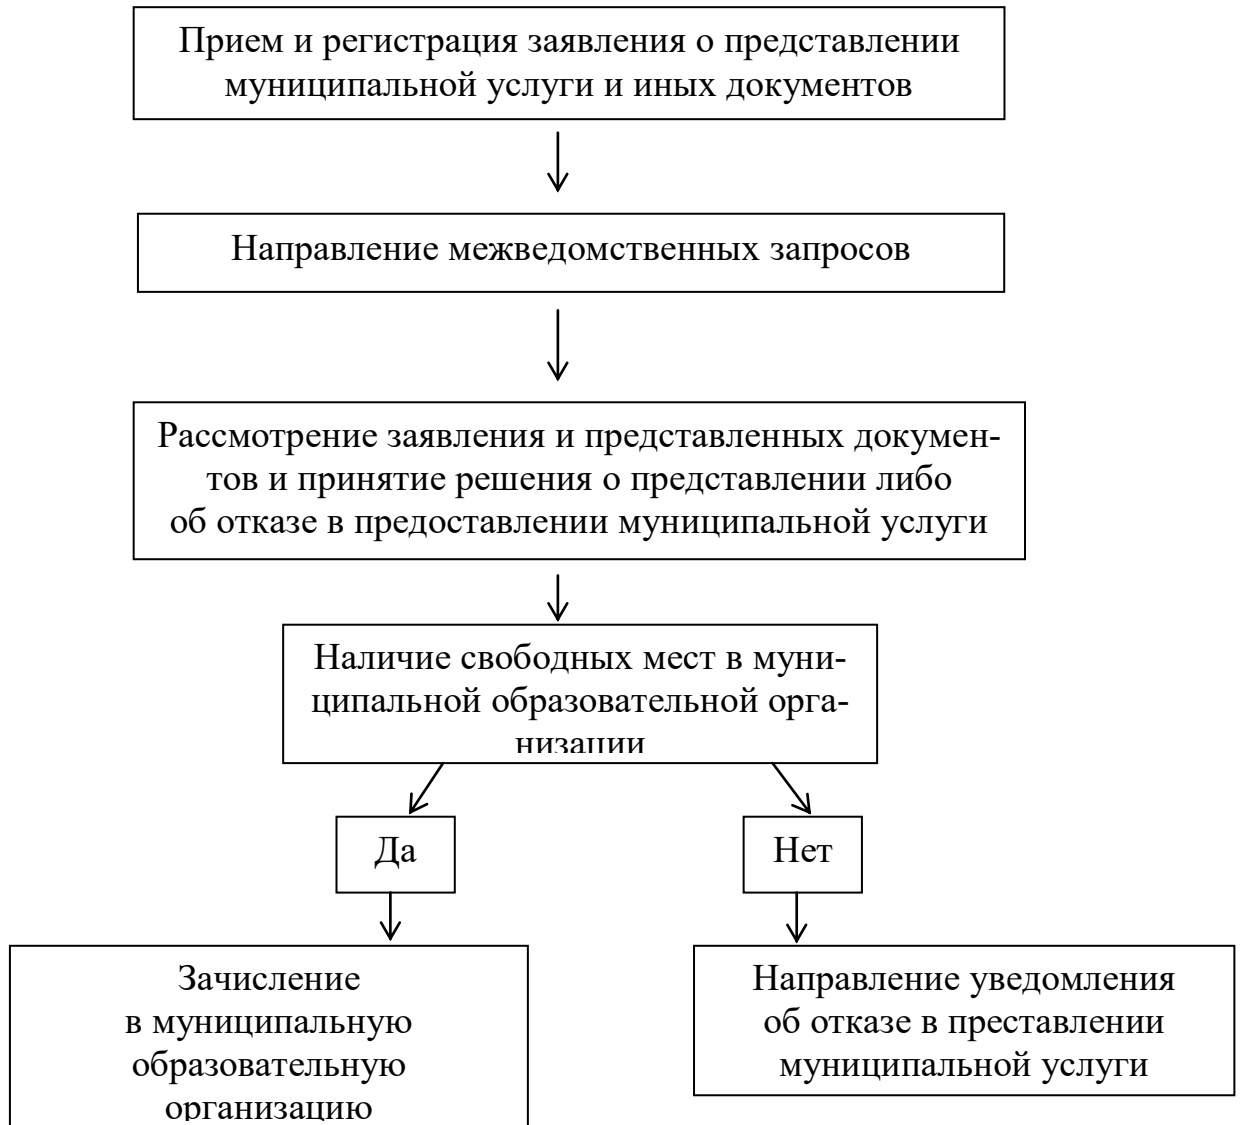 Прием и регистрация заявления о представлении
муниципальной услуги и иных документов
Направление межведомственных запросов
Рассмотрение заявления и представленных докумен-
тов и принятие решения о представлении либо
об отказе в предоставлении муниципальной услуги
Наличие свободных мест в муни-
ципальной образовательной орга-
низации
Да
Нет
Зачисление
в муниципальную
образовательную
организацию
Направление уведомления
об отказе в преставлении
муниципальной услуги